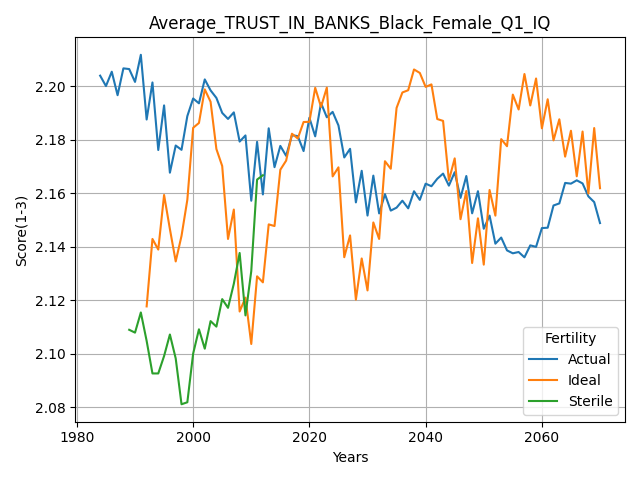 Average_TRUST_IN_BANKS_Black_Female_Q1_IQ
Score(1-3)
2.20
2.18
2.16
2.14
2.12
2.10
2.08
1980
2000
2020
2040
2060
Years
Fertility
Actual
Ideal
Sterile